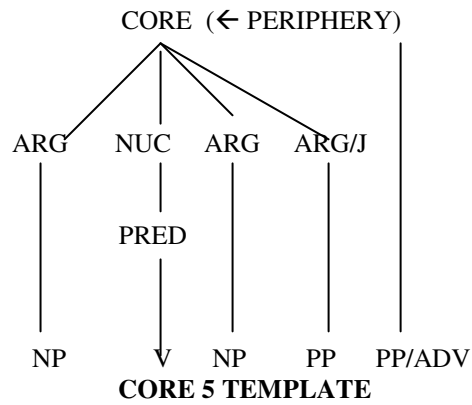 CORE (← PERIPHERY)
ARG NUC ARG ARG/J
PRED
NP V NP PP PP/ADV
CORE 5 TEMPLATE